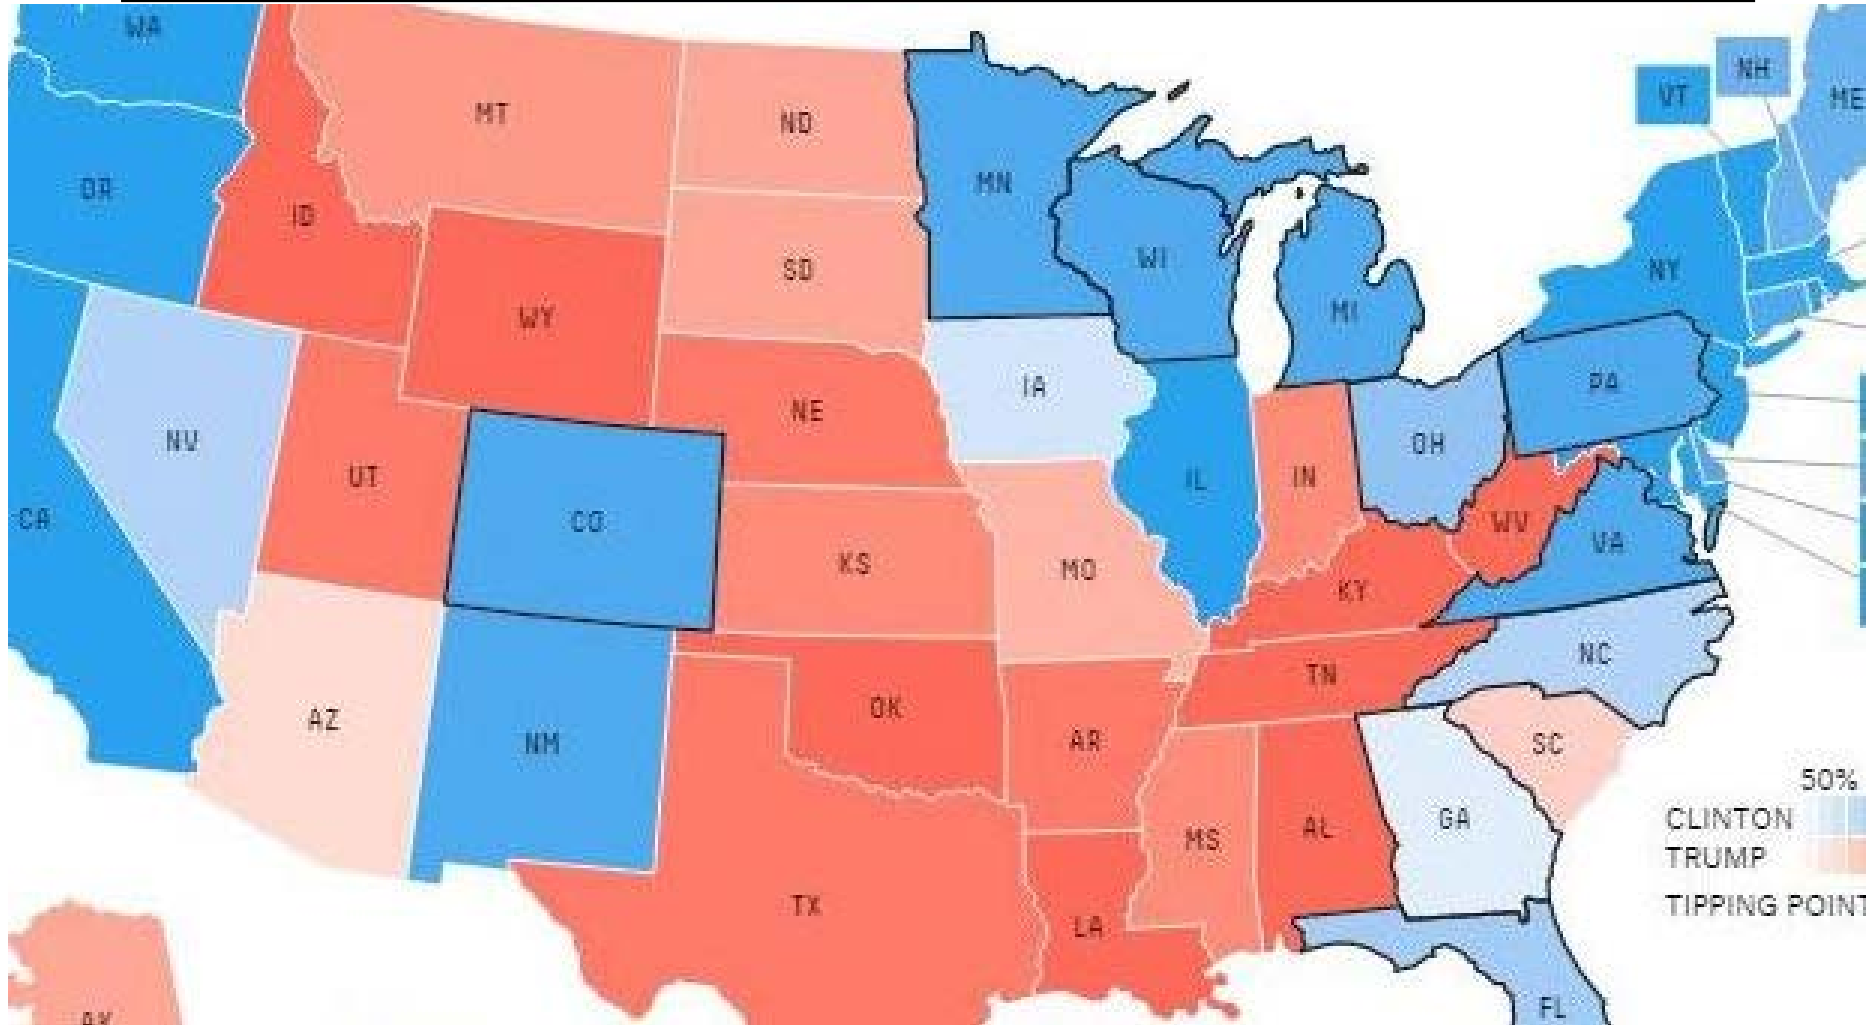 WA
MT
ND
MN
VT
NH
ME
OR
ID
SD
WI
MI
NY
WY
IA
PA
NV
UT
NE
CO
IL
IN
OH
CA
KS
MO
KY
WV
VA
AZ
NM
OK
AR
TN
NC
SC
TX
LA
MS
AL
GA
50%
CLINTON
TRUMP
TIPPING POINT
AK
FL